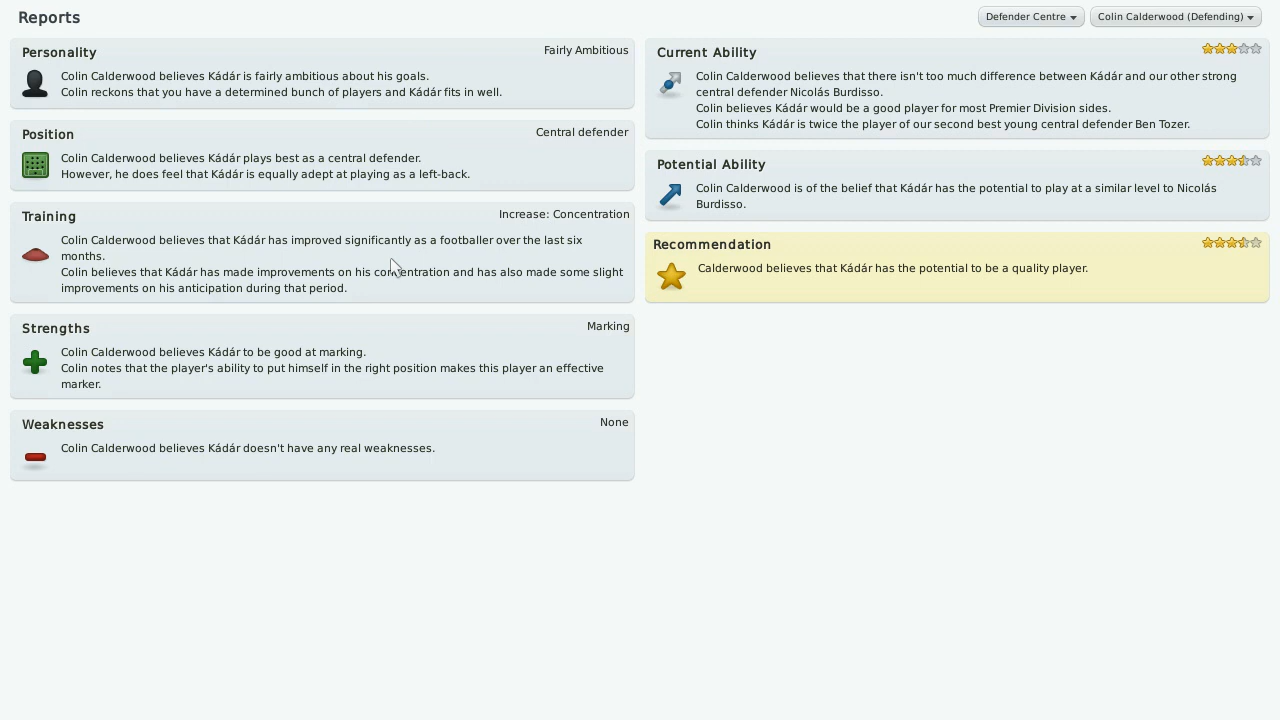 Reports
Defender Centre
Colin Calderwood (Defending)
Personality
Fairly Ambitious
Colin Calderwood believes Kádár is fairly ambitious about his goals.
Colin reckons that you have a determined bunch of players and Kádár fits in well.
Position
Central defender
Colin Calderwood believes Kádár plays best as a central defender.
However, he does feel that Kádár is equally adept at playing as a left-back.
Training
Increase: Concentration
Colin Calderwood believes that Kádár has improved significantly as a footballer over the last six
months.
Colin believes that Kádár has made improvements on his concentration and has also made some slight
improvements on his anticipation during that period.
Strengths
Marking
Colin Calderwood believes Kádár to be good at marking.
Colin notes that the player's ability to put himself in the right position makes this player an effective
marker.
Weaknesses
None
Colin Calderwood believes Kádár doesn't have any real weaknesses.
Current Ability
Colin Calderwood believes that there isn't too much difference between Kádár and our other strong
central defender Nicolás Burdisso.
Colin believes Kádár would be a good player for most Premier Division sides.
Colin thinks Kádár is twice the player of our second best young central defender Ben Tozer.
Potential Ability
Colin Calderwood is of the belief that Kádár has the potential to play at a similar level to Nicolás
Burdisso.
Recommendation
Calderwood believes that Kádár has the potential to be a quality player.